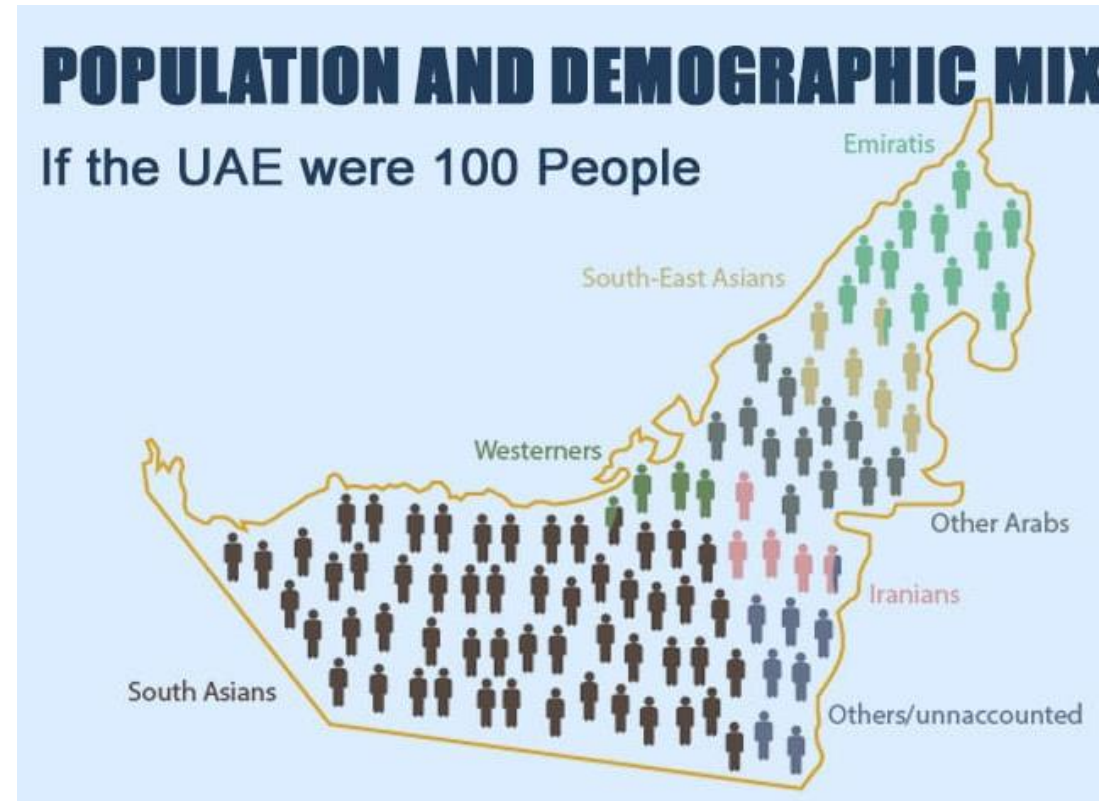 POPULATION AND DEMOGRAPHIC MIX
If the UAE were 100 People
Emiratis
South-East Asians
Westerners
Other Arabs
Iranians
South Asians
Others/unnaccounted